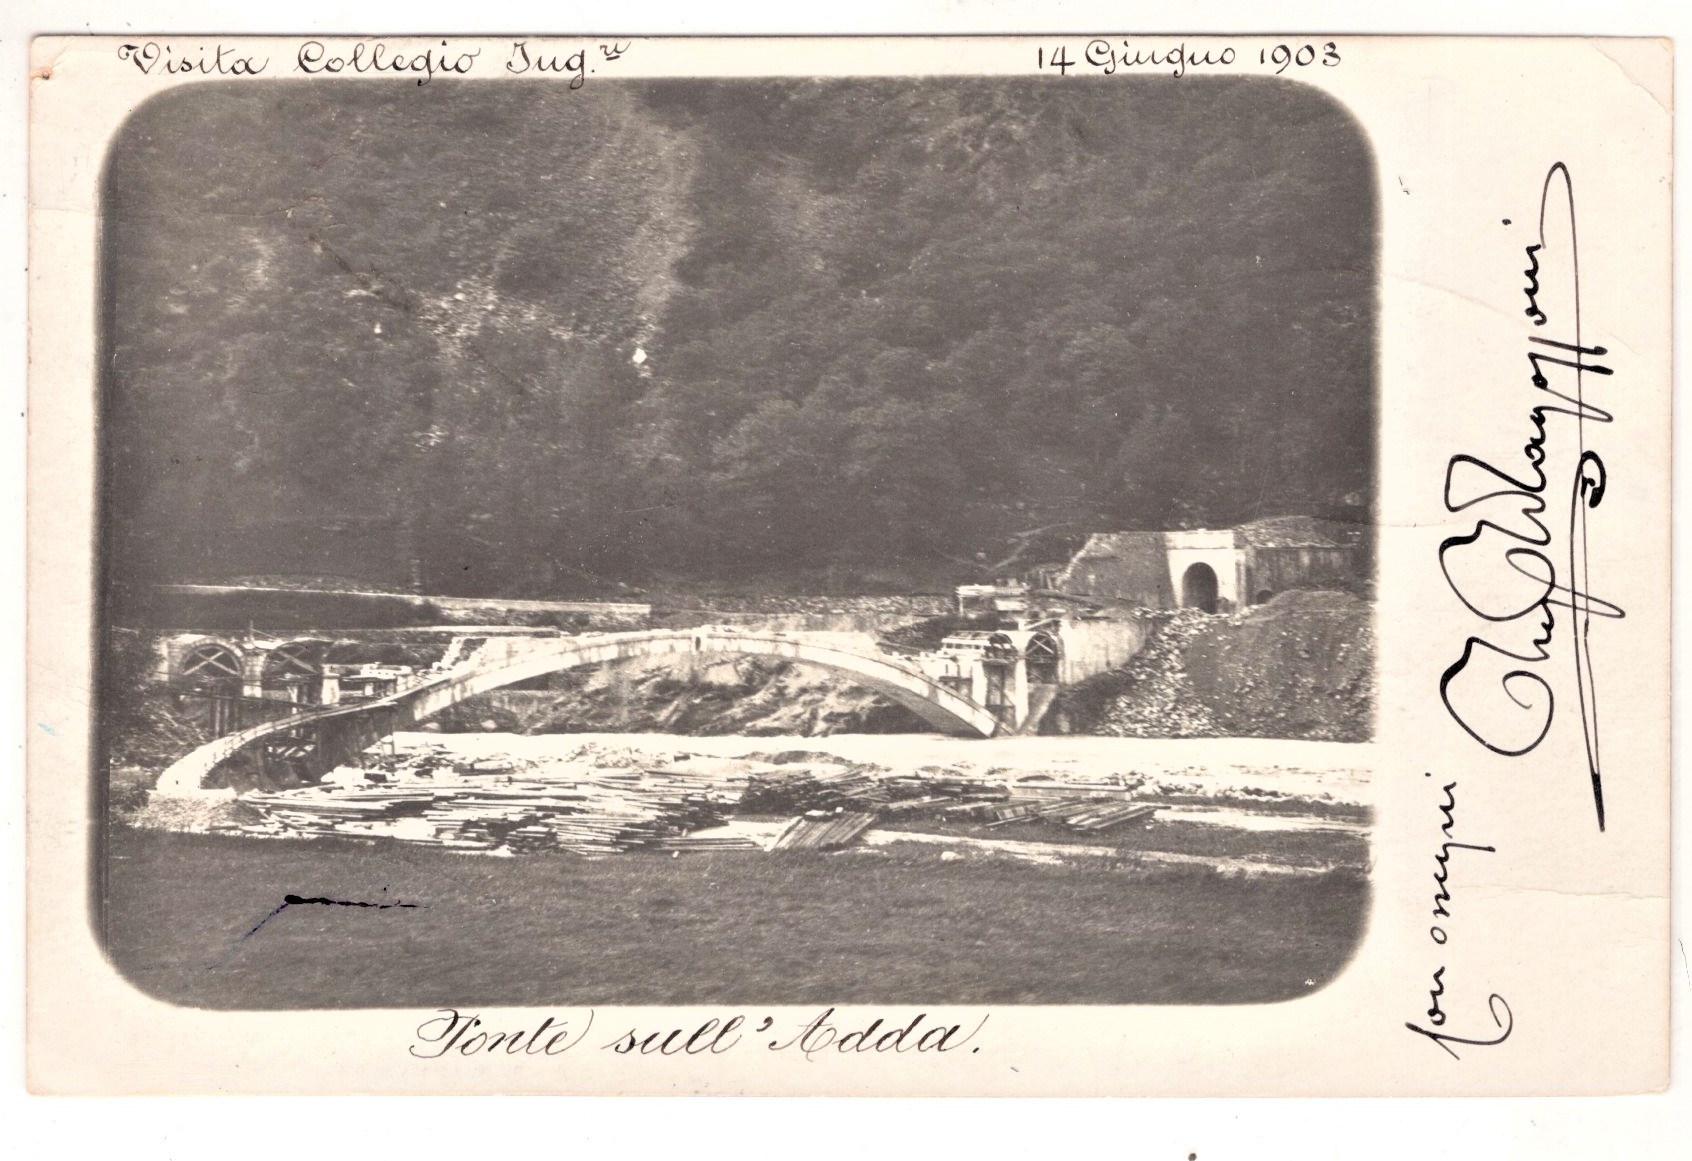 Visita Collegio Ing.ri
14 Giugno 1903
Ponte sull'Adda.
con ossequi